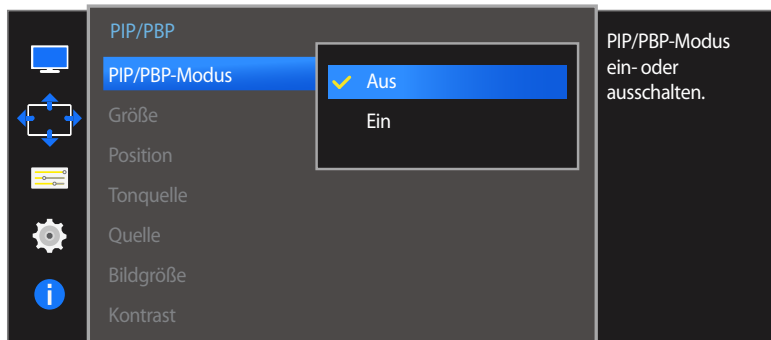 PIP/PBP
PIP/PBP-Modus
Größe
Position
Tonquelle
Quelle
Bildgröße
Kontrast
Aus
Ein
PIP/PBP-Modus
ein- oder
ausschalten.